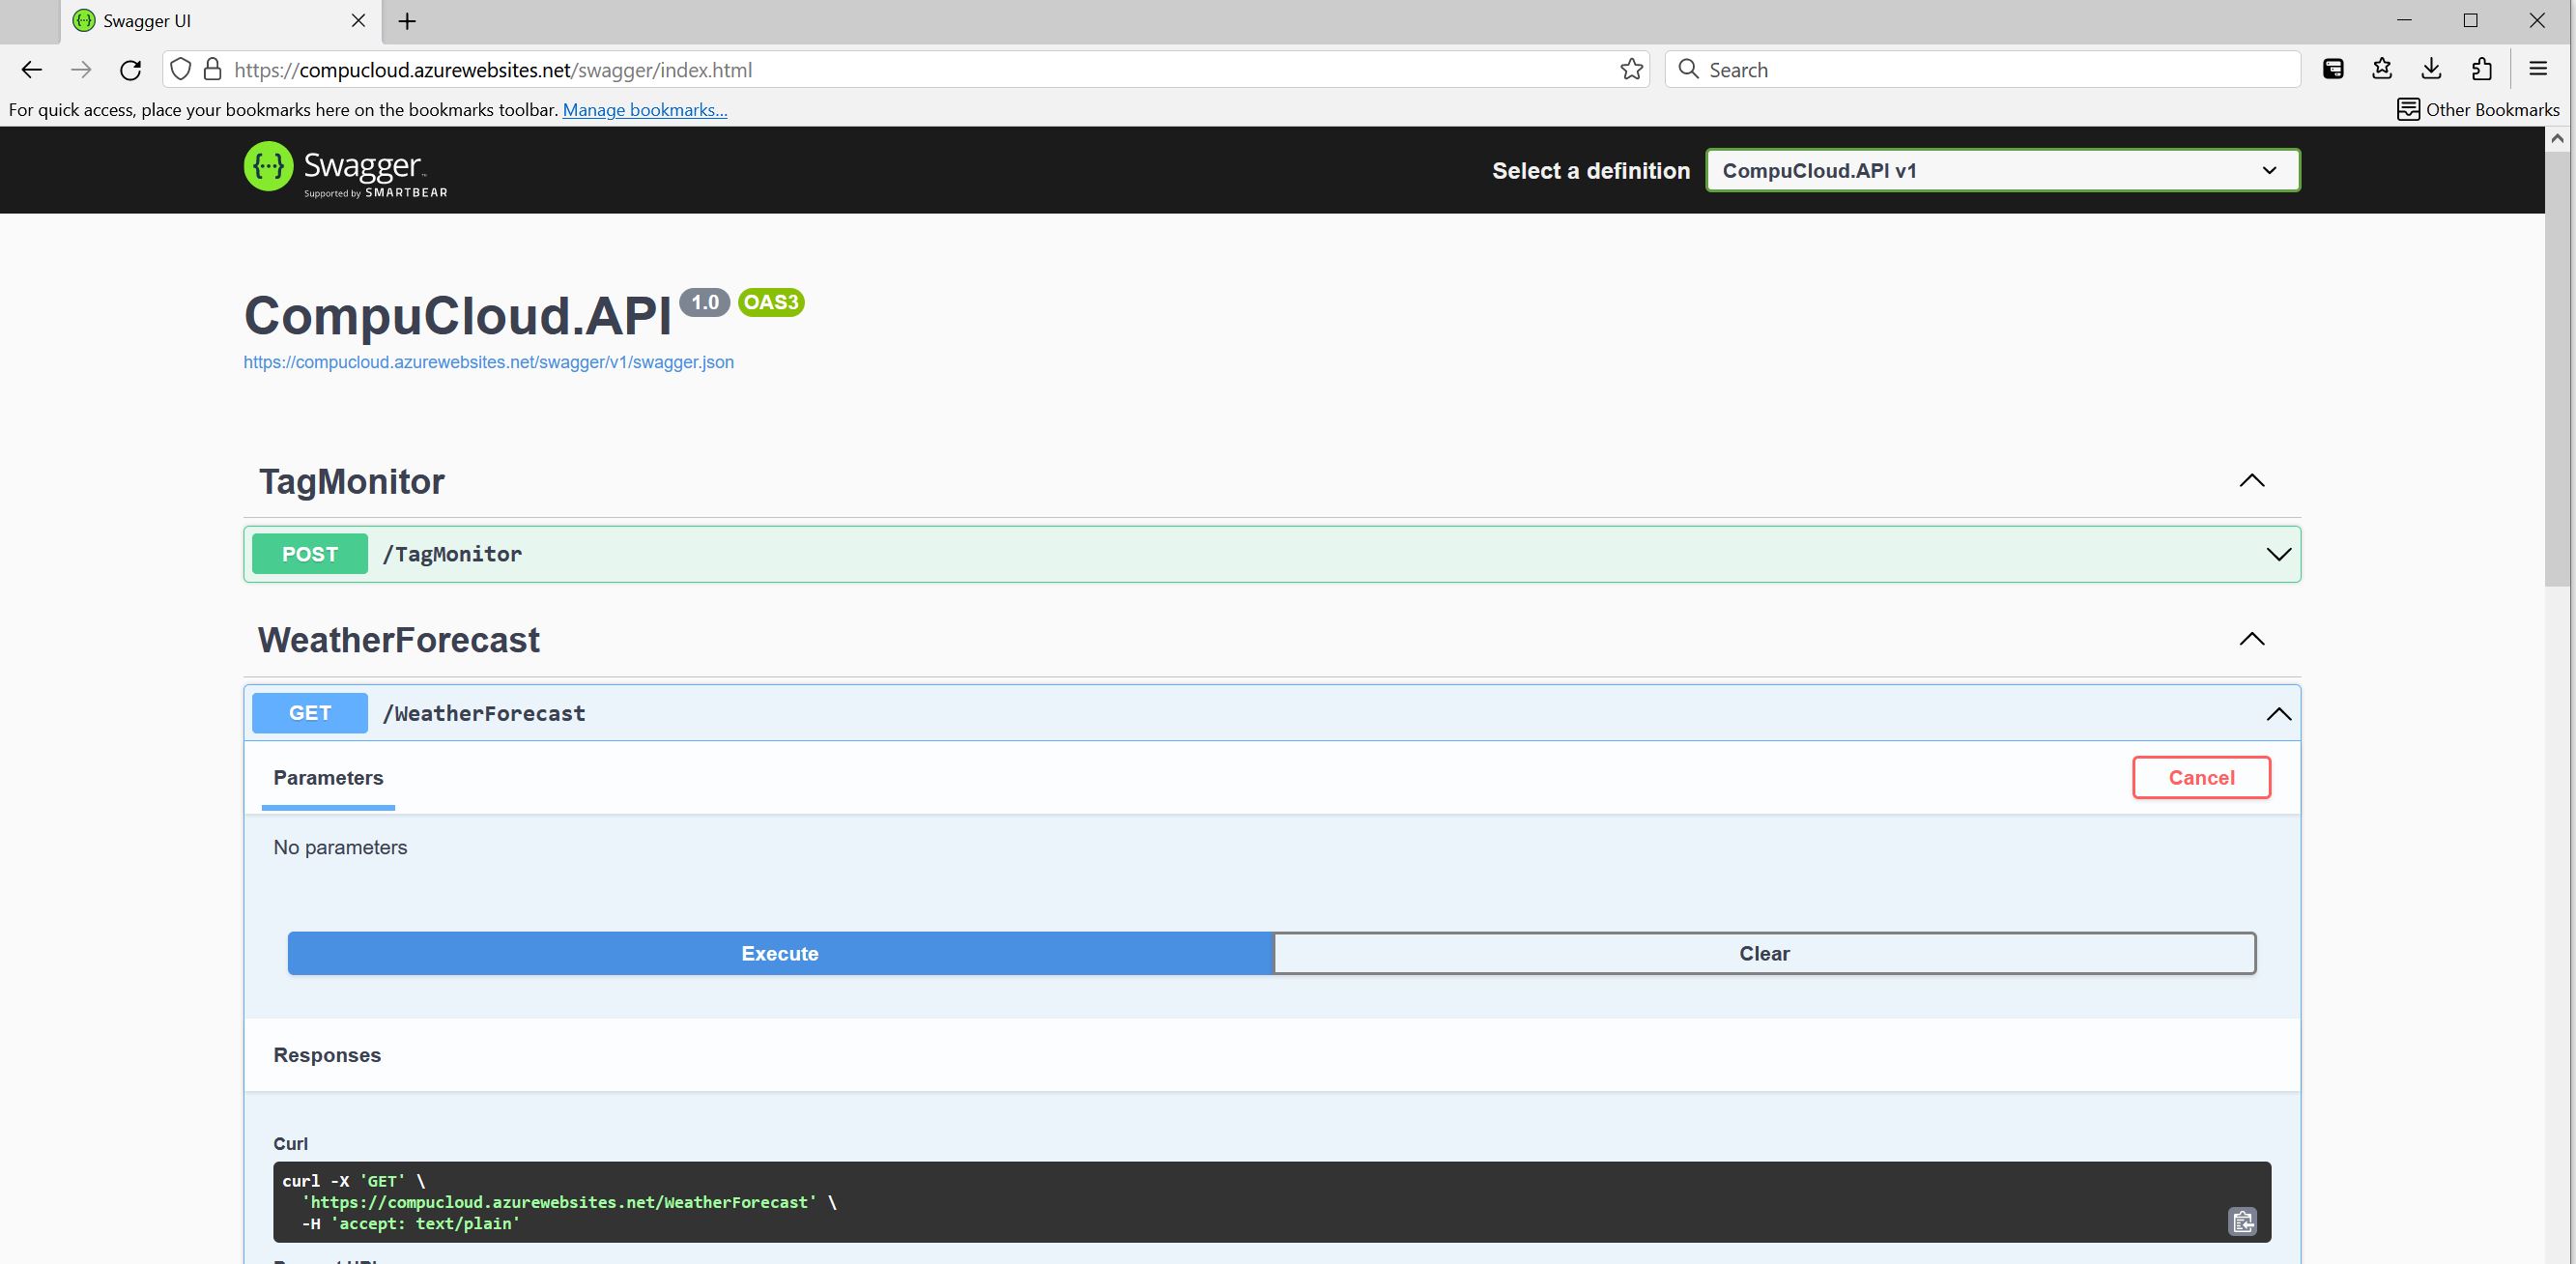 Swagger UI
https://compucloud.azurewebsites.net/swagger/index.html
Search
For quick access, place your bookmarks here on the bookmarks toolbar. Manage bookmarks...
Other Bookmarks
{···} Swagger
Supported by SMARTBEAR
Select a definition
CompuCloud.API v1
CompuCloud.API 1.0 OAS3
https://compucloud.azurewebsites.net/swagger/v1/swagger.json
TagMonitor
POST /TagMonitor
WeatherForecast
GET /WeatherForecast
Parameters
Cancel
No parameters
Execute
Clear
Responses
Curl
curl -X 'GET' \
'https://compucloud.azurewebsites.net/WeatherForecast' \
-H 'accept: text/plain'